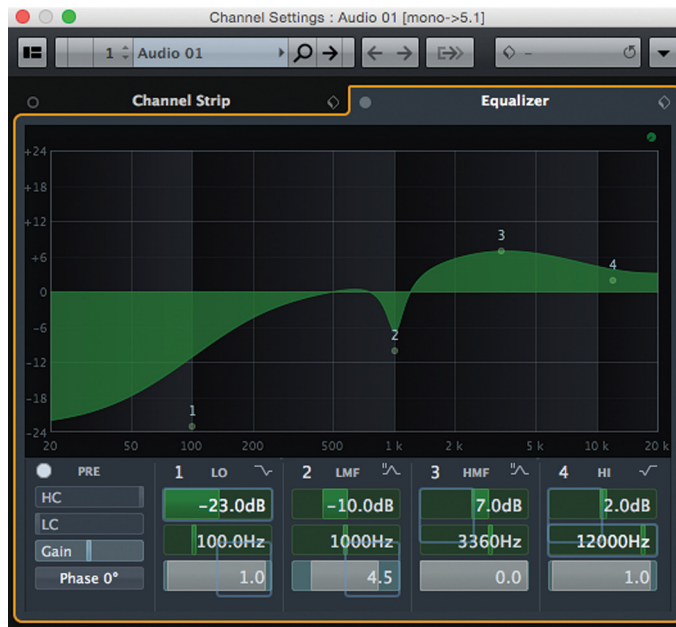 Channel Settings : Audio 01 [mono->5.1]
1 Audio 01 –
Channel Strip Equalizer
+24
+18
+12
+6
0
-6
-12
-18
-24
3
4
2
1
20 50 100 200 500 1 k 2 k 5 k 10 k 20 k
PRE 1 LO 2 LMF 3 HMF 4 HI
HC -23.0dB -10.0dB 7.0dB 2.0dB
LC 100.0Hz 1000Hz 3360Hz 12000Hz
Gain 1.0 4.5 0.0 1.0
Phase 0°